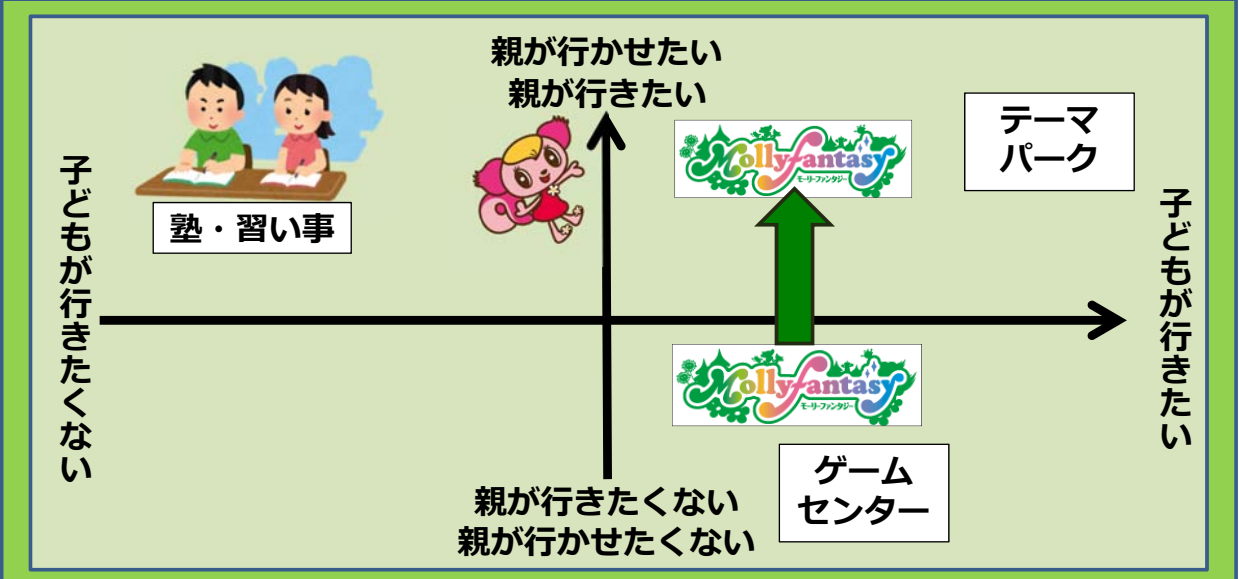 親が行かせたい
親が行きたい
テーマ
パーク
Mollyfantasy
モーリーファンタジー
塾・習い事
子どもが行きたくない
子どもが行きたい
Mollyfantasy
モーリーファンタジー
ゲーム
センター
親が行きたくない
親が行かせたくない